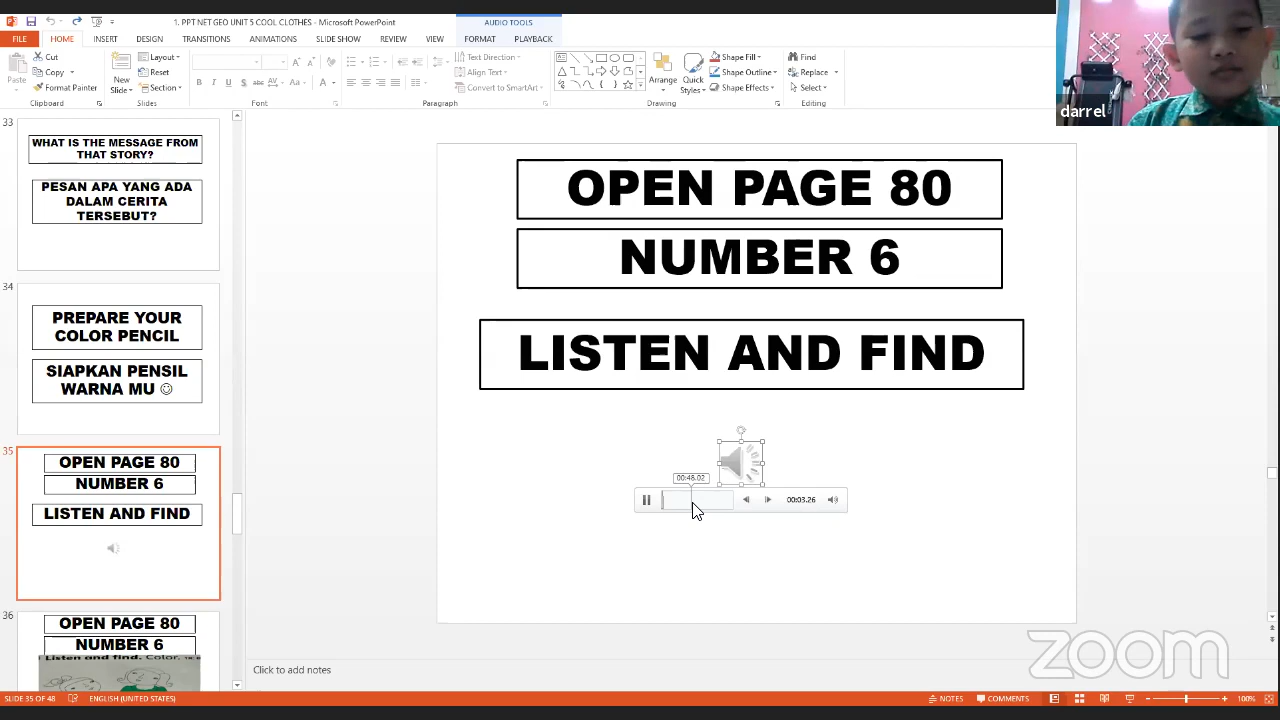 1. PPT NET GEO UNIT 5 COOL CLOTHES - Microsoft PowerPoint
AUDIO TOOLS
FILE HOME INSERT DESIGN TRANSITIONS ANIMATIONS SLIDE SHOW REVIEW VIEW FORMAT PLAYBACK
Paste
Cut
Copy
Format Painter
Clipboard
New Slide
Layout
Reset
Section
Slides
Font
Text Direction
Align Text
Convert to SmartArt
Paragraph
Arrange
Quick Styles
Shape Fill
Shape Outline
Shape Effects
Drawing
Find
Replace
Select
Editing
darrel
33
WHAT IS THE MESSAGE FROM
THAT STORY?
PESAN APA YANG ADA
DALAM CERITA
TERSEBUT?
34
PREPARE YOUR
COLOR PENCIL
SIAPKAN PENSIL
WARNA MU ☺
35
OPEN PAGE 80
NUMBER 6
LISTEN AND FIND
36
OPEN PAGE 80
NUMBER 6
Listen and find. Color.
OPEN PAGE 80
NUMBER 6
LISTEN AND FIND
00:48.02
00:03.26
zoom
Click to add notes
SLIDE 35 OF 48 ENGLISH (UNITED STATES) NOTES COMMENTS 100%